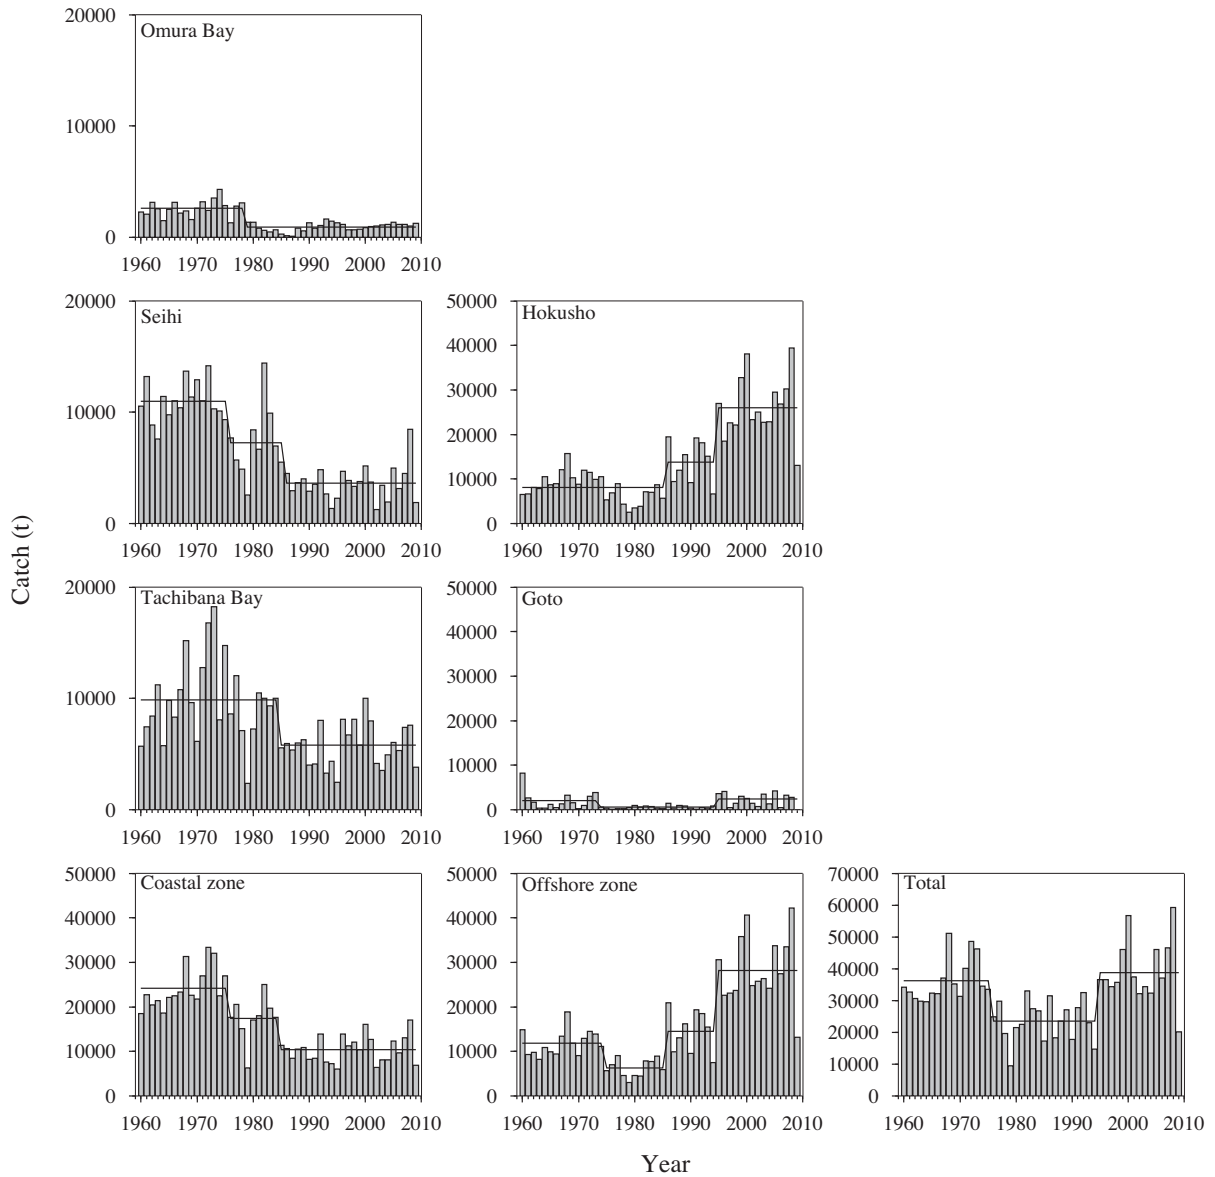 20000
Omura Bay
10000
0
1960 1970 1980 1990 2000 2010
20000 50000
Seihi Hokusho
40000
10000 30000
20000
10000
0 0
1960 1970 1980 1990 2000 2010 1960 1970 1980 1990 2000 2010
Catch (t)
20000 50000
Tachibana Bay Goto
40000
10000 30000
20000
10000
0 0
1960 1970 1980 1990 2000 2010 1960 1970 1980 1990 2000 2010
50000 50000 70000
Coastal zone Offshore zone Total
40000 40000 60000
30000 30000 50000
40000
20000 20000 30000
10000 10000 20000
10000
0 0 0
1960 1970 1980 1990 2000 2010 1960 1970 1980 1990 2000 2010 1960 1970 1980 1990 2000 2010
Year